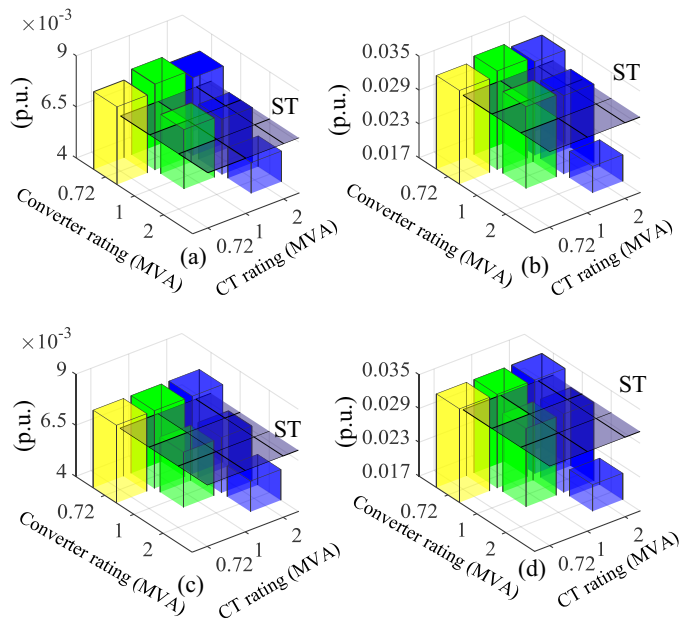 ×10⁻³
9
6.5
4
(p.u.)
ST
0.72
1
2
Converter rating (MVA)
0.72
1
2
CT rating (MVA)
(a)
0.035
0.029
0.023
0.017
(p.u.)
ST
0.72
1
2
Converter rating (MVA)
0.72
1
2
CT rating (MVA)
(b)
×10⁻³
9
6.5
4
(p.u.)
ST
0.72
1
2
Converter rating (MVA)
0.72
1
2
CT rating (MVA)
(c)
0.035
0.029
0.023
0.017
(p.u.)
ST
0.72
1
2
Converter rating (MVA)
0.72
1
2
CT rating (MVA)
(d)